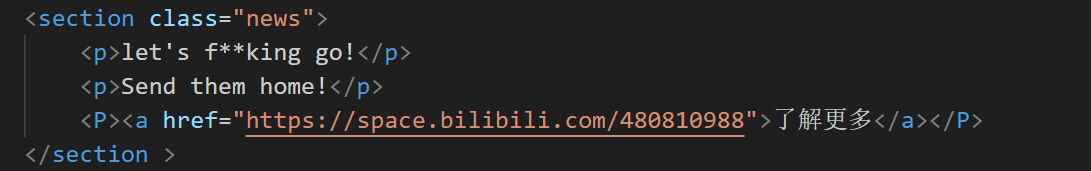 <section class="news">
<p>let's f**king go!</p>
<p>Send them home!</p>
<P><a href="https://space.bilibili.com/480810988">了解更多</a></P>
</section >